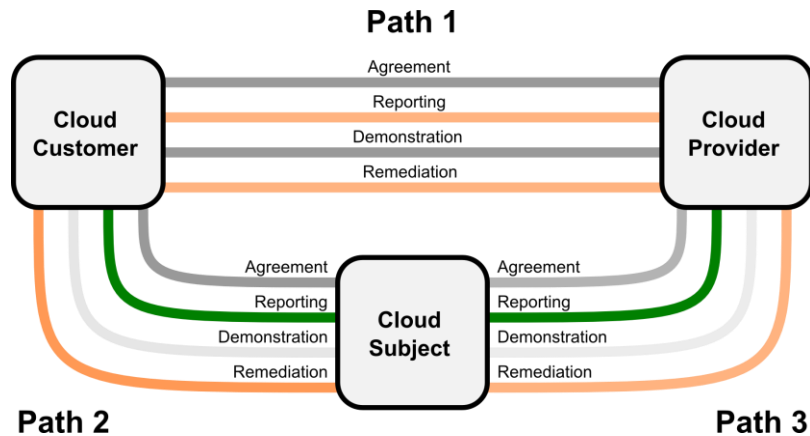 Path 1
Agreement
Reporting
Demonstration
Remediation
Cloud
Customer
Cloud
Provider
Agreement
Reporting
Demonstration
Remediation
Cloud
Subject
Agreement
Reporting
Demonstration
Remediation
Path 2
Path 3